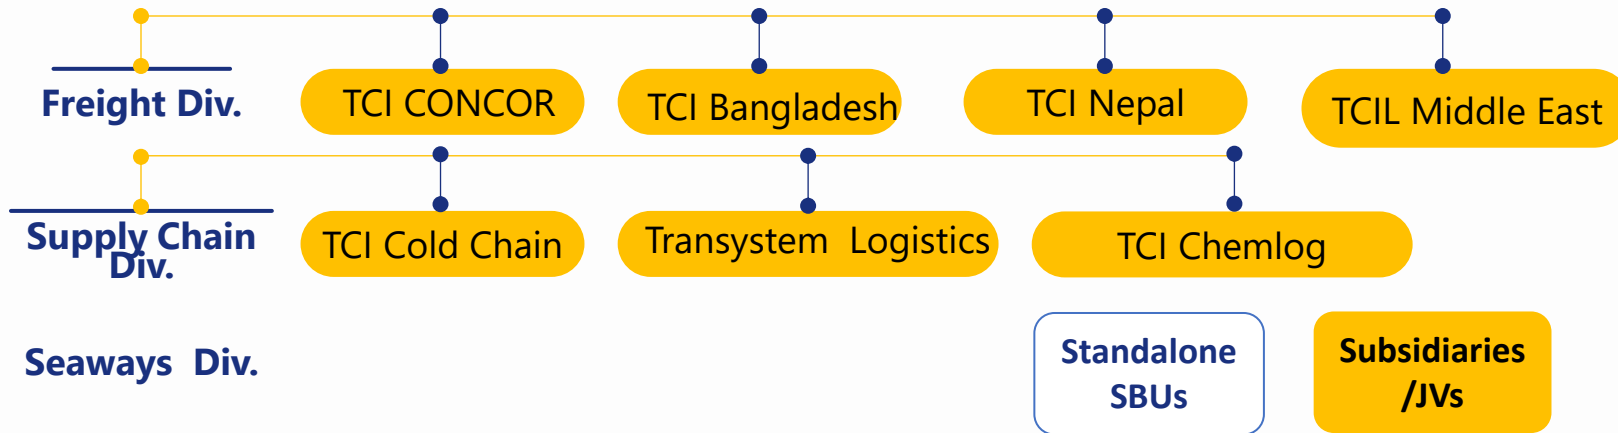 Freight Div.
TCI CONCOR
TCI Bangladesh
TCI Nepal
TCIL Middle East
Supply Chain
Div.
TCI Cold Chain
Transystem Logistics
TCI Chemlog
Seaways Div.
Standalone
SBUs
Subsidiaries
/JVs